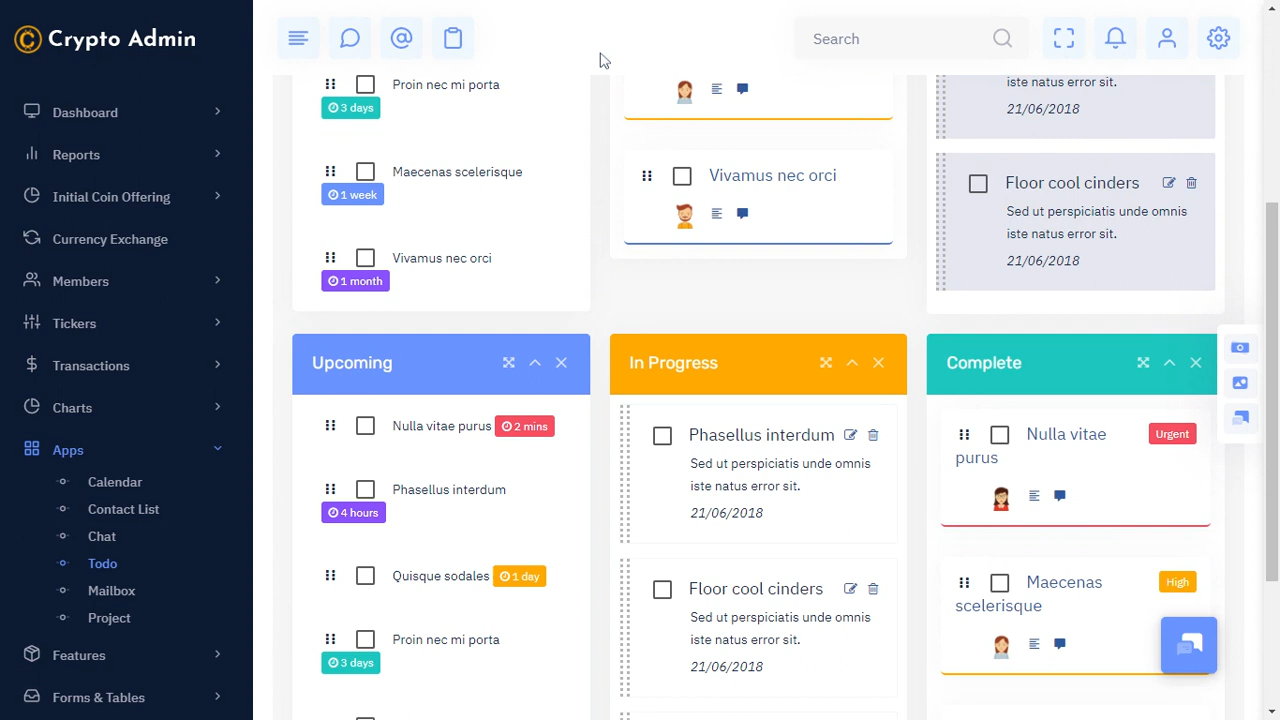 Crypto Admin
Search
Dashboard
Reports
Initial Coin Offering
Currency Exchange
Members
Tickers
Transactions
Charts
Apps
Calendar
Contact List
Chat
Todo
Mailbox
Project
Features
Forms & Tables
Proin nec mi porta
3 days
Maecenas scelerisque
1 week
Vivamus nec orci
1 month
Vivamus nec orci
iste natus error sit.
21/06/2018
Floor cool cinders
Sed ut perspiciatis unde omnis
iste natus error sit.
21/06/2018
Upcoming
Nulla vitae purus 2 mins
Phasellus interdum
4 hours
Quisque sodales 1 day
Proin nec mi porta
3 days
In Progress
Phasellus interdum
Sed ut perspiciatis unde omnis
iste natus error sit.
21/06/2018
Floor cool cinders
Sed ut perspiciatis unde omnis
iste natus error sit.
21/06/2018
Complete
Nulla vitae Urgent
purus
Maecenas High
scelerisque